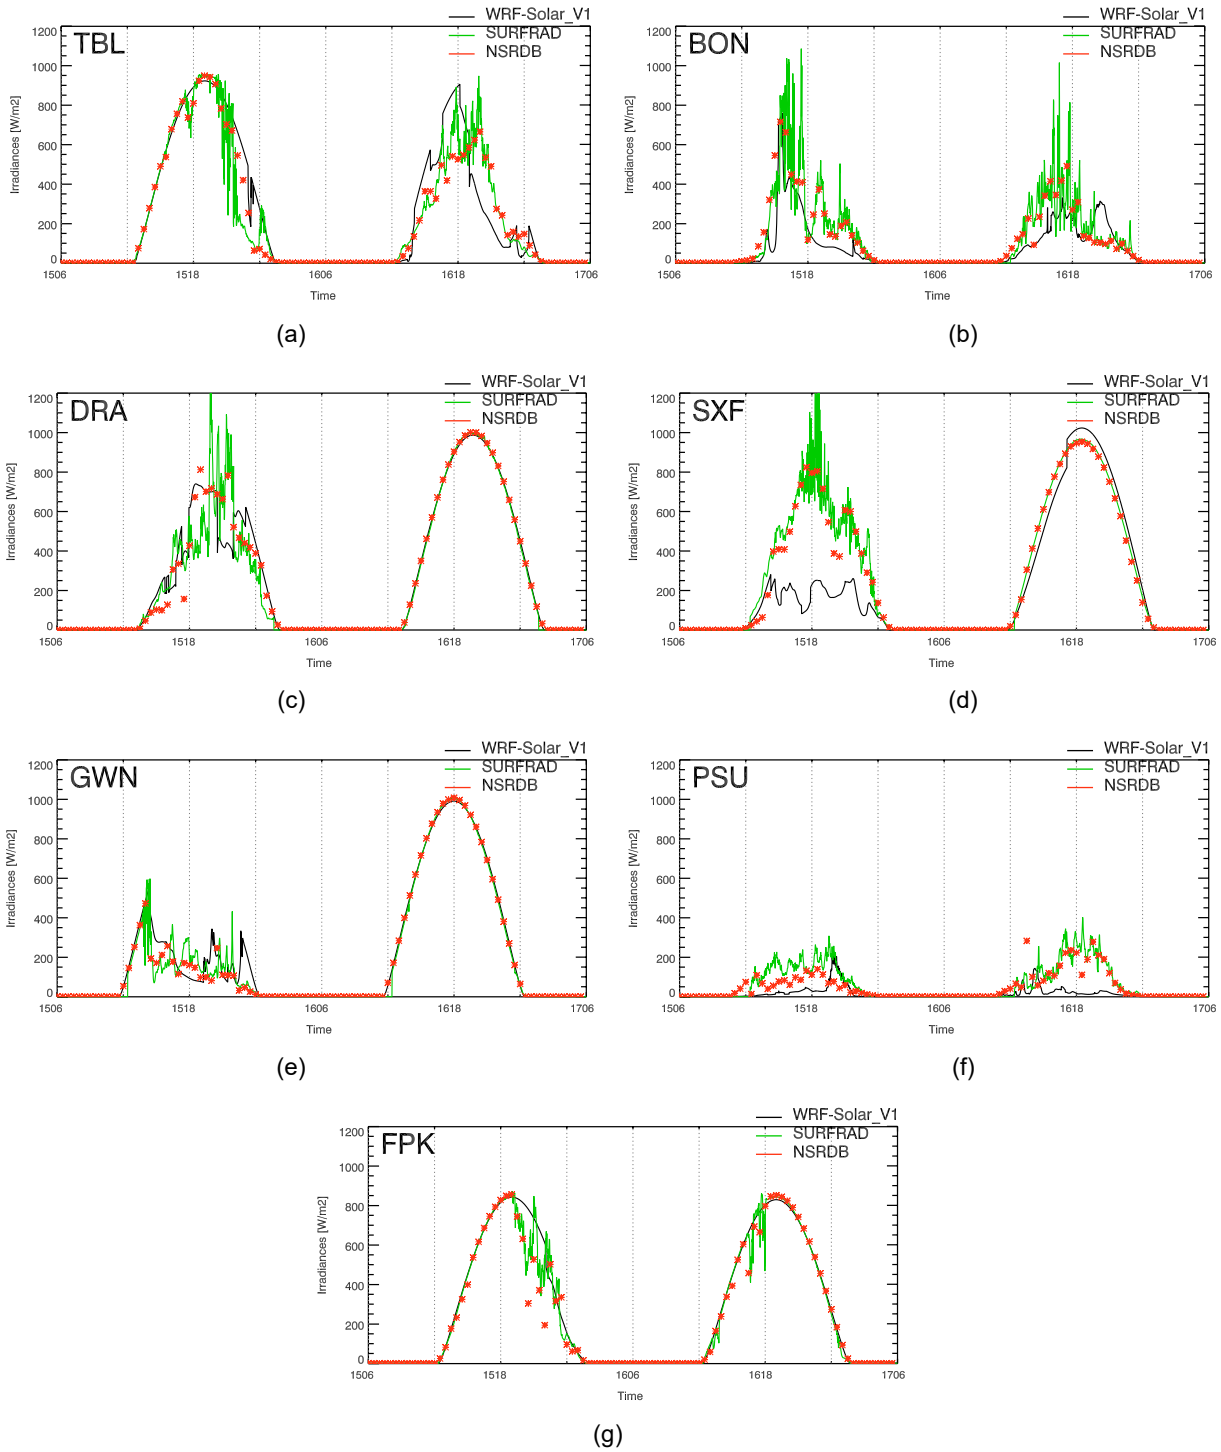 WRF-Solar_V1
SURFRAD
NSRDB
TBL
1200
1000
800
600
400
200
0
Irradiances [W/m2]
1506
1518
1606
1618
1706
Time
(a)
WRF-Solar_V1
SURFRAD
NSRDB
BON
1200
1000
800
600
400
200
0
Irradiances [W/m2]
1506
1518
1606
1618
1706
Time
(b)
WRF-Solar_V1
SURFRAD
NSRDB
DRA
1200
1000
800
600
400
200
0
Irradiances [W/m2]
1506
1518
1606
1618
1706
Time
(c)
WRF-Solar_V1
SURFRAD
NSRDB
SXF
1200
1000
800
600
400
200
0
Irradiances [W/m2]
1506
1518
1606
1618
1706
Time
(d)
WRF-Solar_V1
SURFRAD
NSRDB
GWN
1200
1000
800
600
400
200
0
Irradiances [W/m2]
1506
1518
1606
1618
1706
Time
(e)
WRF-Solar_V1
SURFRAD
NSRDB
PSU
1200
1000
800
600
400
200
0
Irradiances [W/m2]
1506
1518
1606
1618
1706
Time
(f)
WRF-Solar_V1
SURFRAD
NSRDB
FPK
1200
1000
800
600
400
200
0
Irradiances [W/m2]
1506
1518
1606
1618
1706
Time
(g)